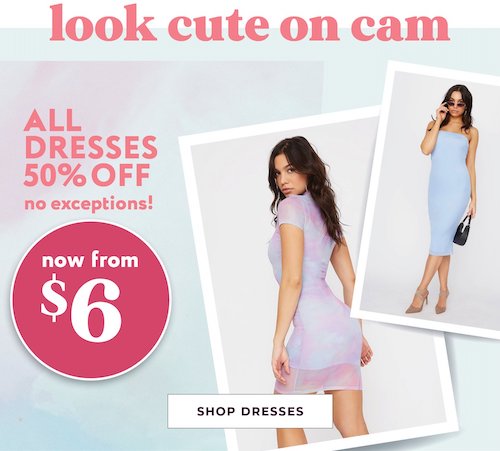 look cute on cam
ALL
DRESSES
50% OFF
no exceptions!
now from
$6
SHOP DRESSES